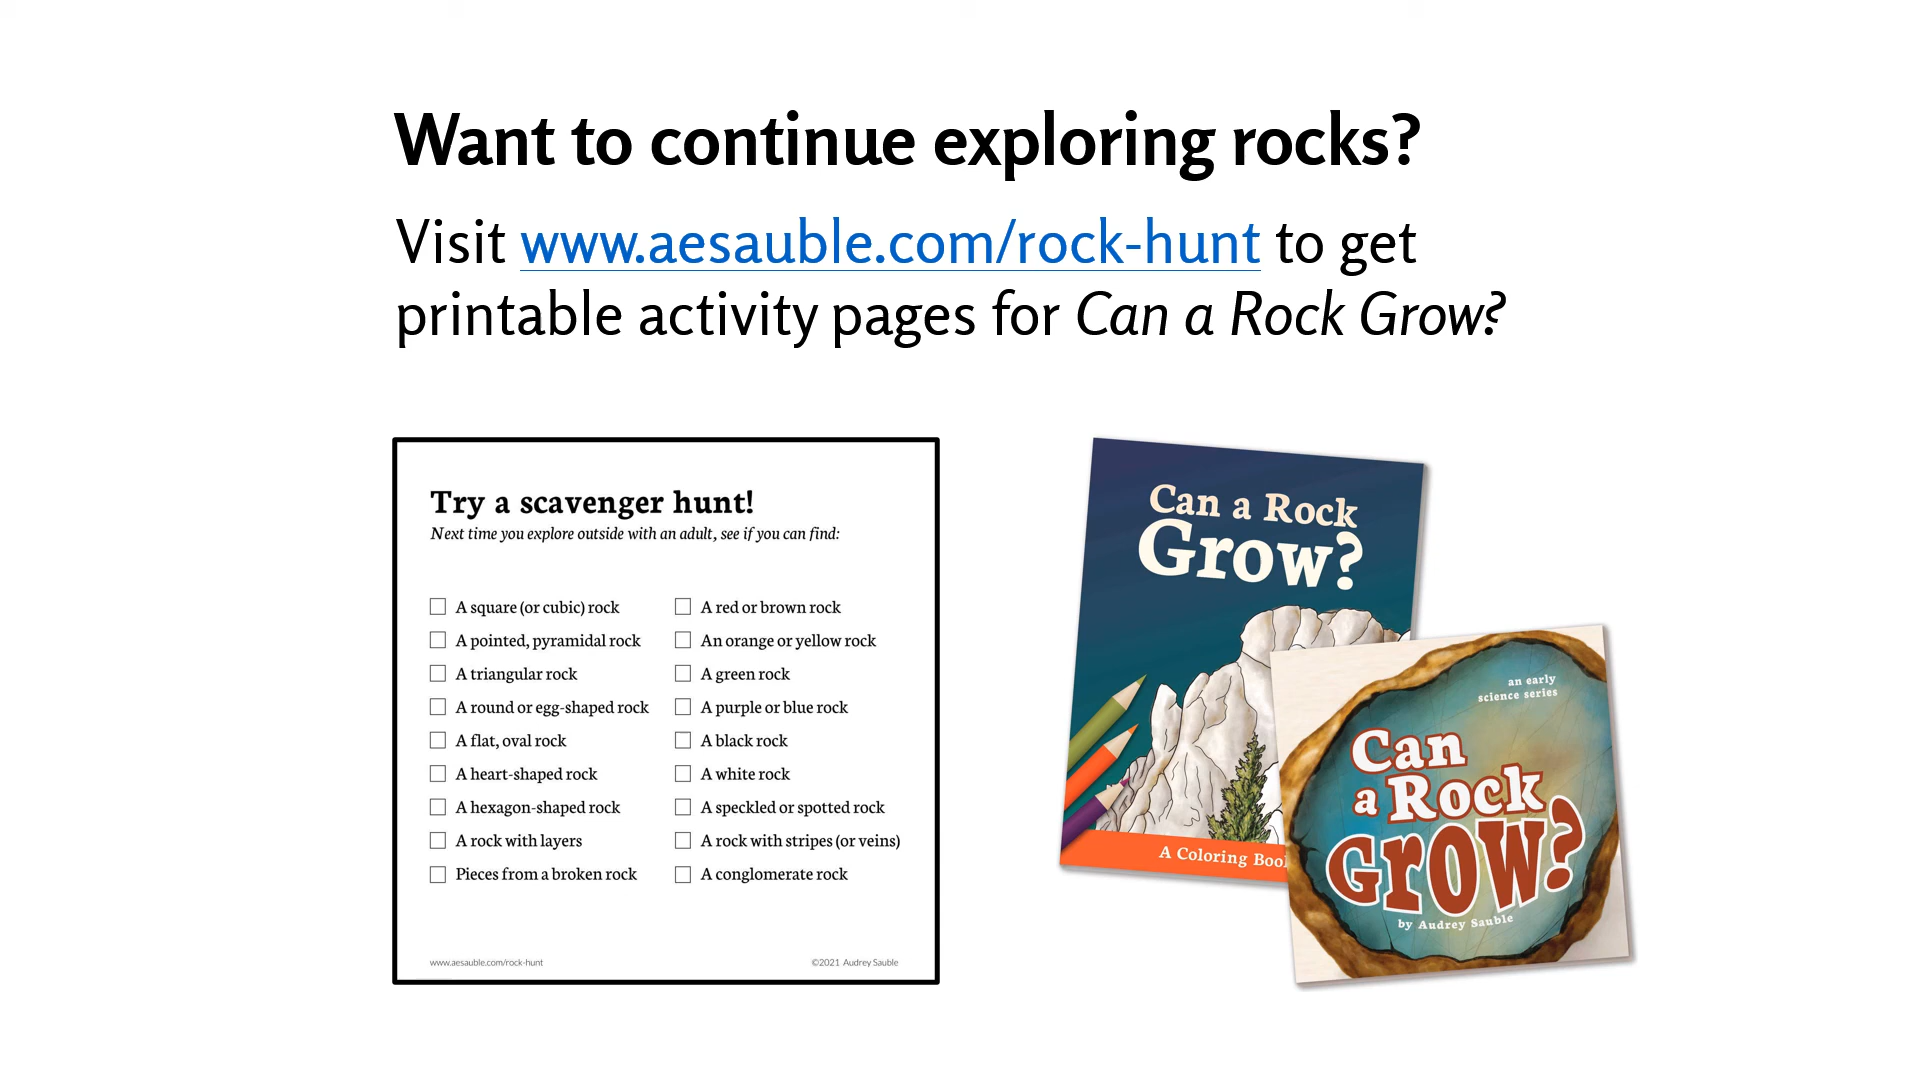 Want to continue exploring rocks?
Visit www.aesauble.com/rock-hunt to get
printable activity pages for Can a Rock Grow?
Try a scavenger hunt!
Next time you explore outside with an adult, see if you can find:
A square (or cubic) rock
A pointed, pyramidal rock
A triangular rock
A round or egg-shaped rock
A flat, oval rock
A heart-shaped rock
A hexagon-shaped rock
A rock with layers
Pieces from a broken rock
A red or brown rock
An orange or yellow rock
A green rock
A purple or blue rock
A black rock
A white rock
A speckled or spotted rock
A rock with stripes (or veins)
A conglomerate rock
www.aesauble.com/rock-hunt
©2021 Audrey Sauble
Can a Rock
Grow?
A Coloring Boo
an early
science series
Can
a Rock
Grow?
by Audrey Sauble